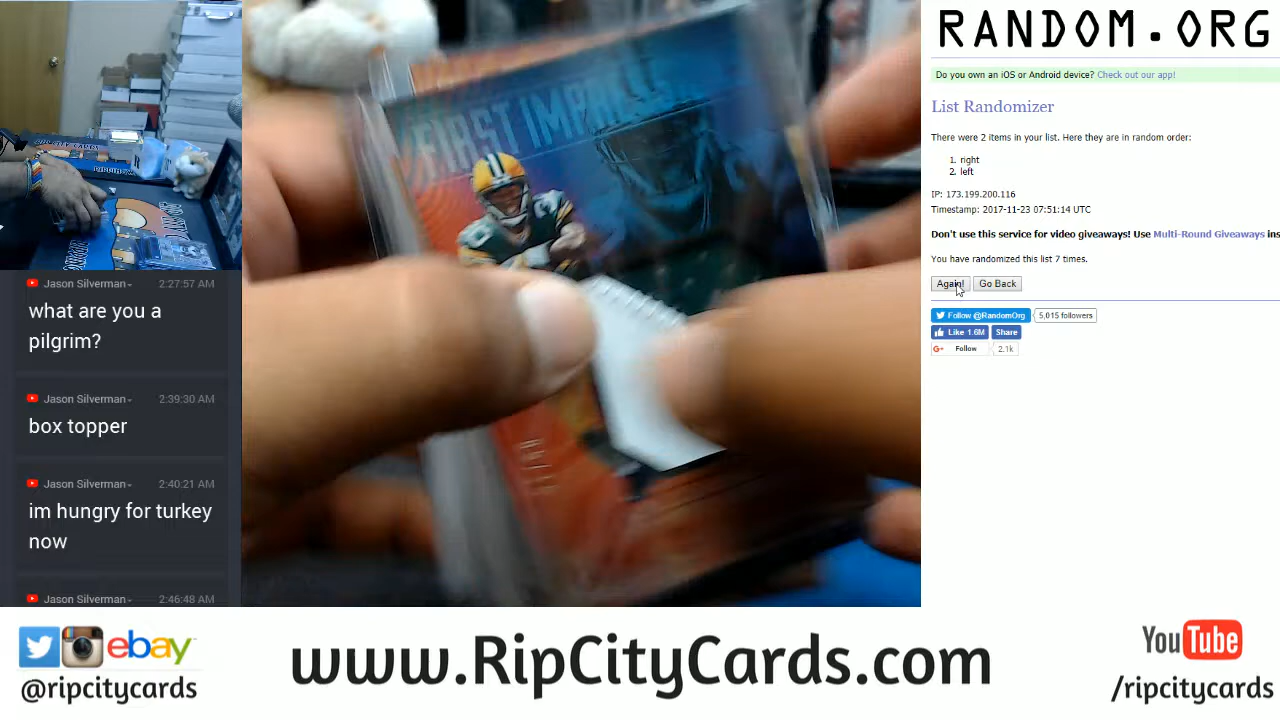 Jason Silverman 2:27:57 AM
what are you a
pilgrim?
Jason Silverman 2:39:30 AM
box topper
Jason Silverman 2:40:21 AM
im hungry for turkey
now
Jason Silverman 2:46:48 AM
FIRST
RANDOM.ORG
Do you own an iOS or Android device? Check out our app!
List Randomizer
There were 2 items in your list. Here they are in random order:
1. right
2. left
IP: 173.199.200.116
Timestamp: 2017-11-23 07:51:14 UTC
Don't use this service for video giveaways! Use Multi-Round Giveaways ins
You have randomized this list 7 times.
Again! Go Back
Follow @RandomOrg 5,015 followers
Like 1.6M Share
Follow 2.1k
ebay
@ripcitycards
www.RipCityCards.com
YouTube
/ripcitycards